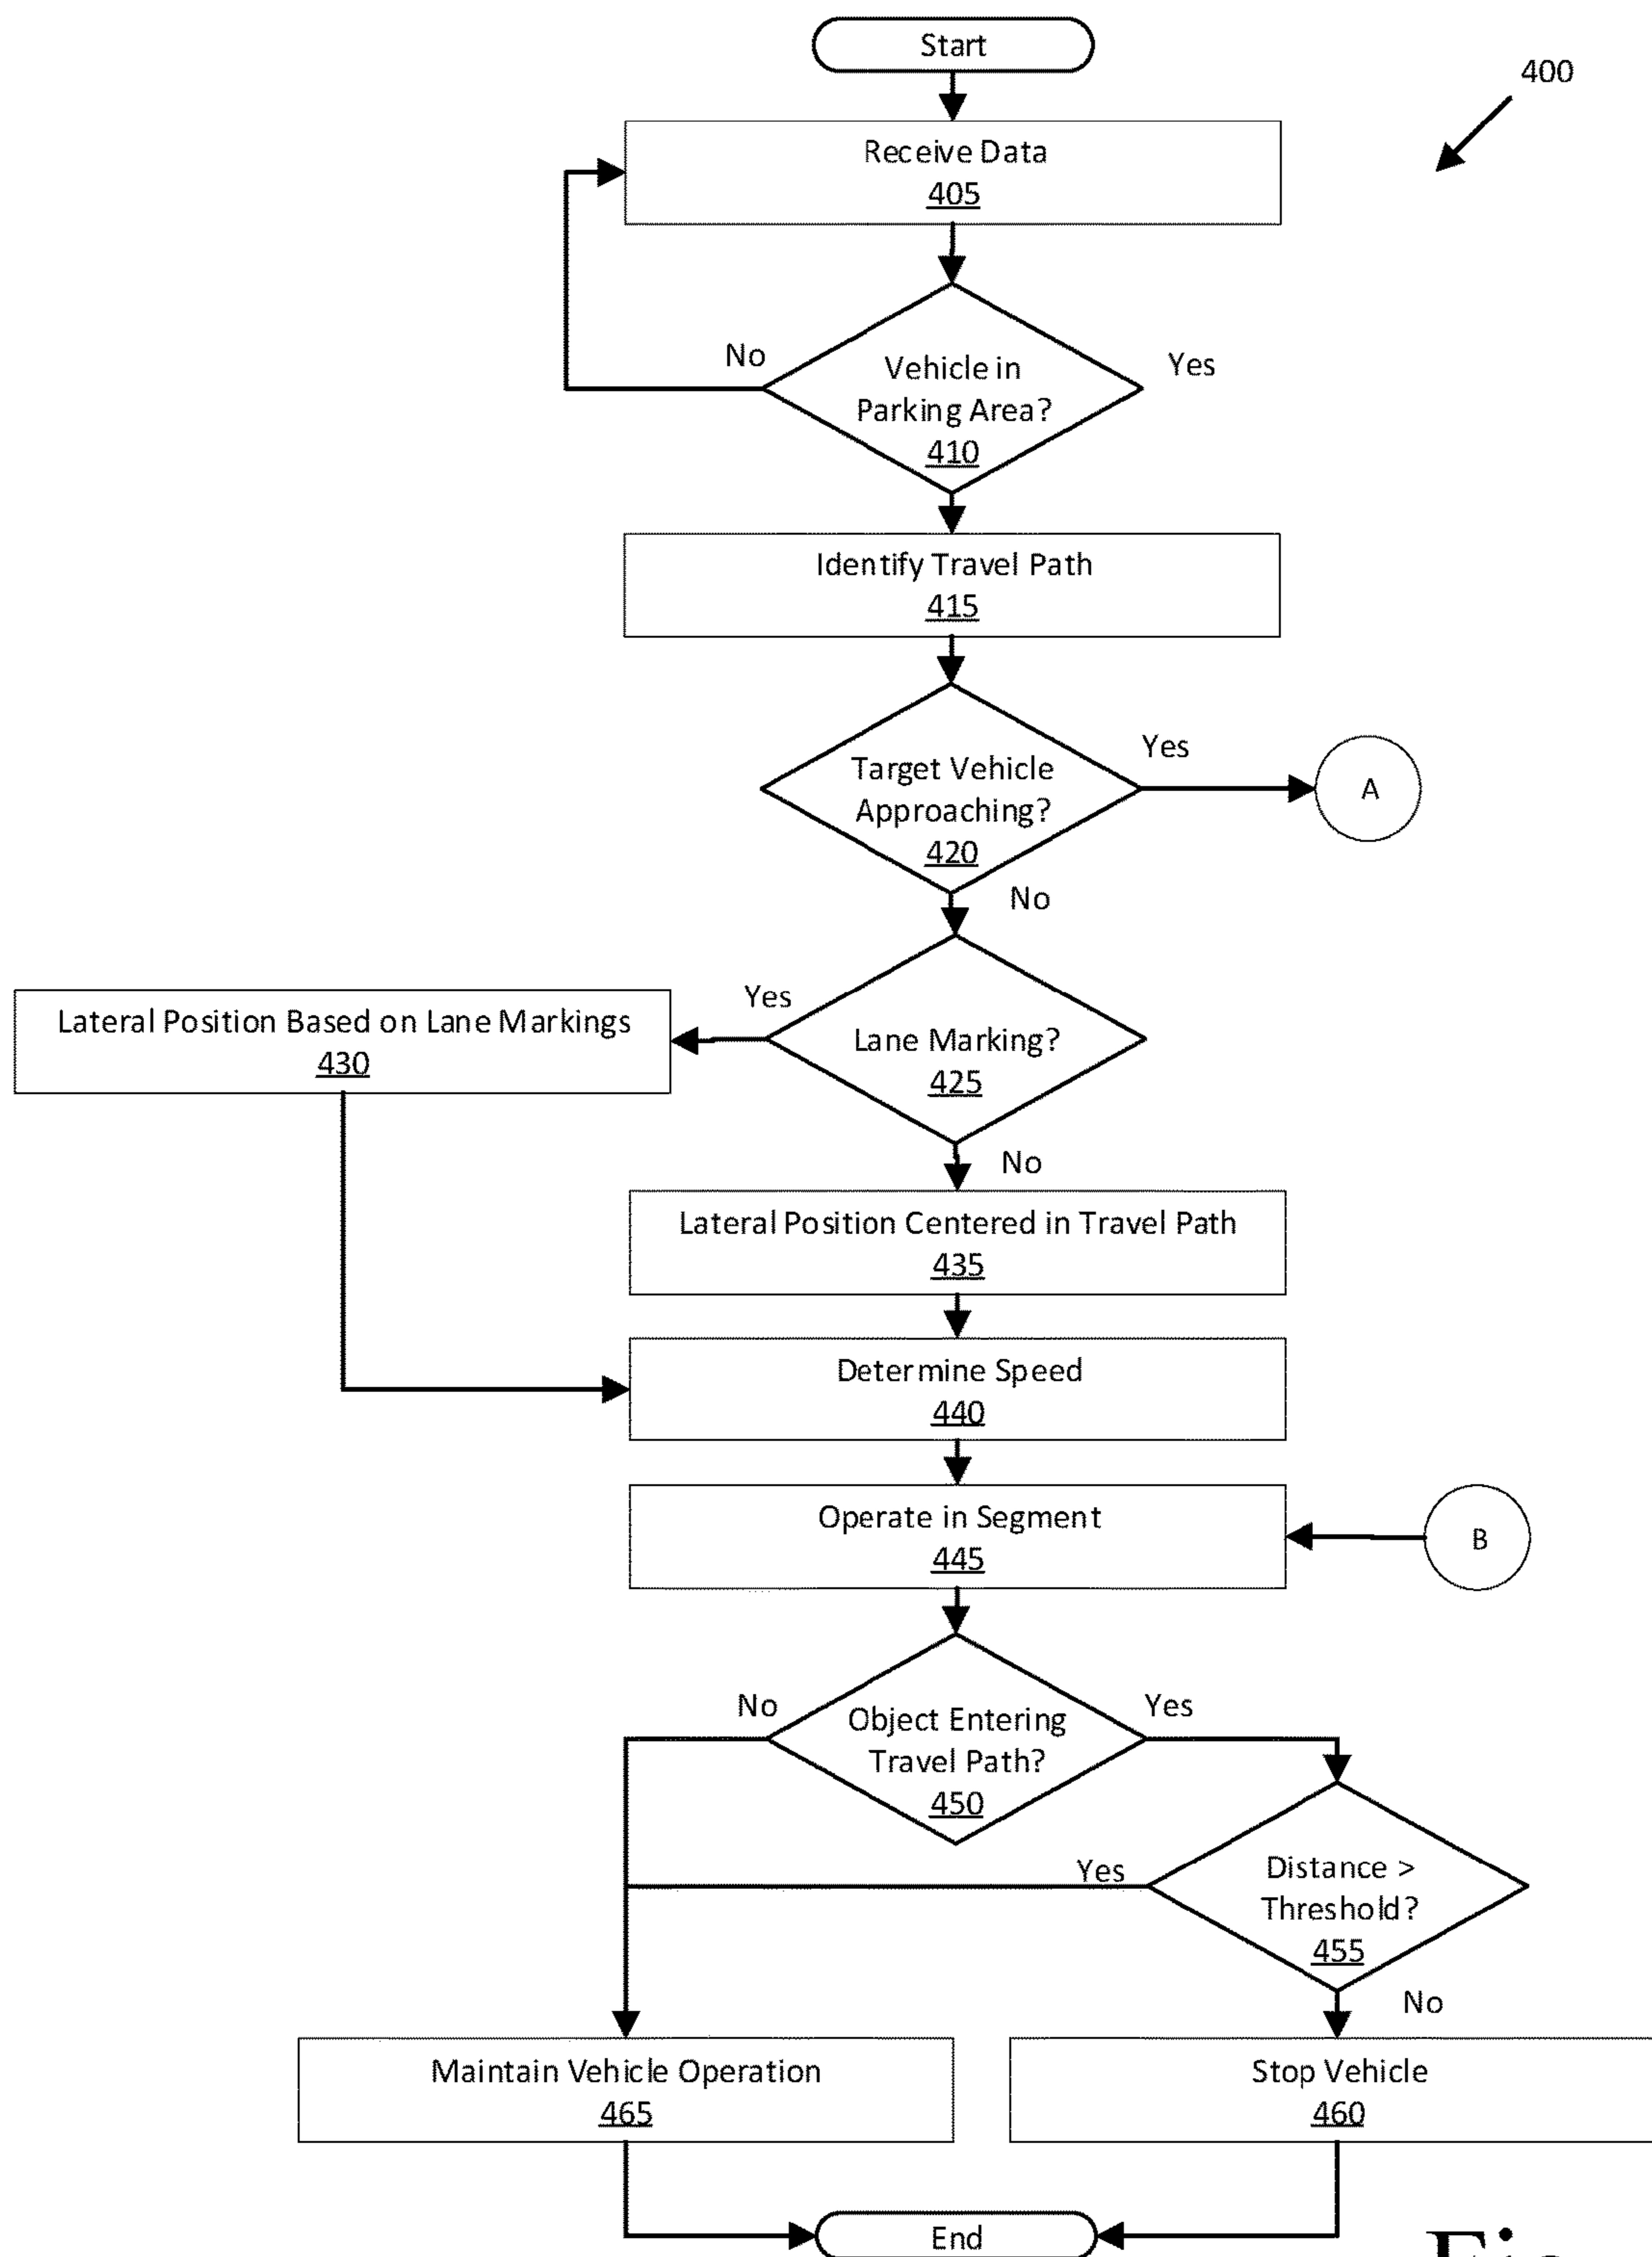 Start
400
Receive Data
405
No
Yes
Vehicle in
Parking Area?
410
Identify Travel Path
415
Yes
Target Vehicle
Approaching?
420
A
No
Yes
Lateral Position Based on Lane Markings
430
Lane Marking?
425
No
Lateral Position Centered in Travel Path
435
Determine Speed
440
Operate in Segment
445
B
No
Yes
Object Entering
Travel Path?
450
Yes
Distance >
Threshold?
455
No
Maintain Vehicle Operation
465
Stop Vehicle
460
End